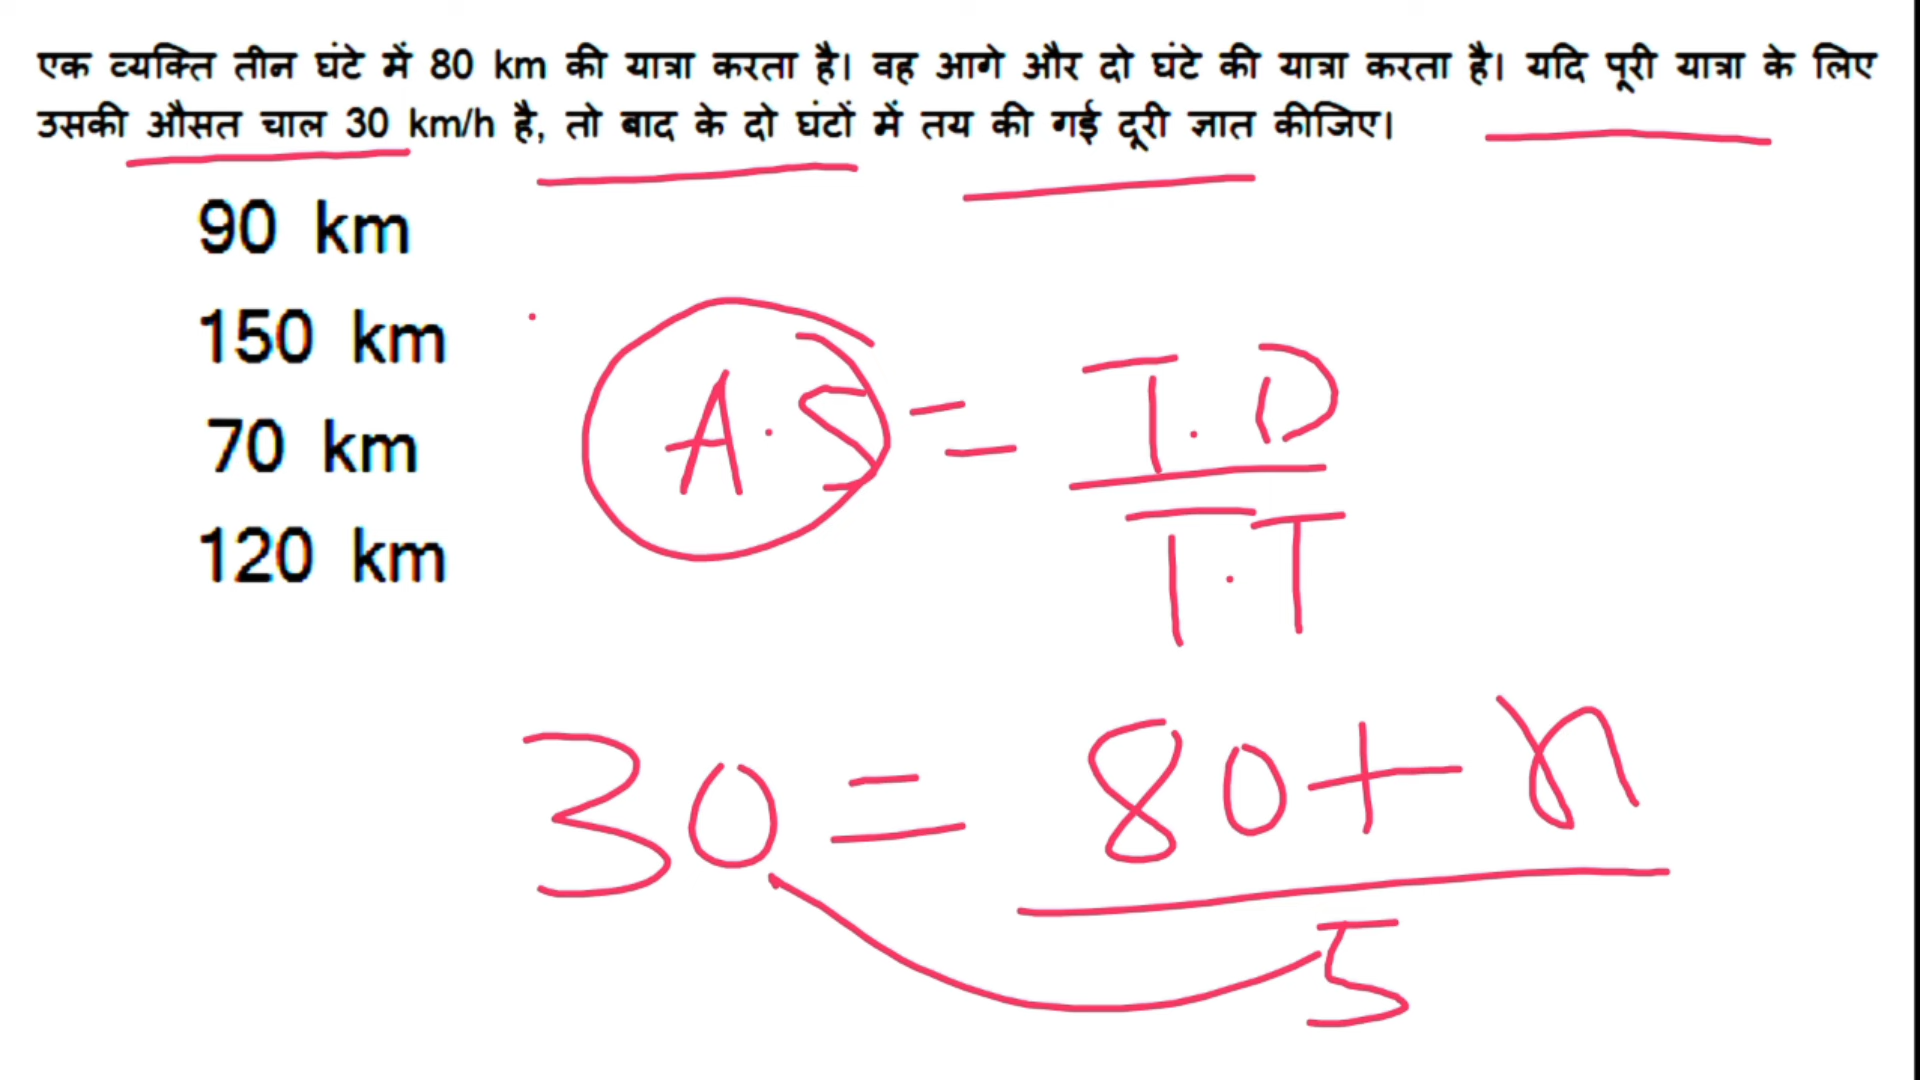 एक व्यक्ति तीन घंटे में 80 km की यात्रा करता है। वह आगे और दो घंटे की यात्रा करता है। यदि पूरी यात्रा के लिए
उसकी औसत चाल 30 km/h है, तो बाद के दो घंटों में तय की गई दूरी ज्ञात कीजिए।
90 km
150 km
70 km
120 km
A.S = T.D
T.T
30 = 80+x
5